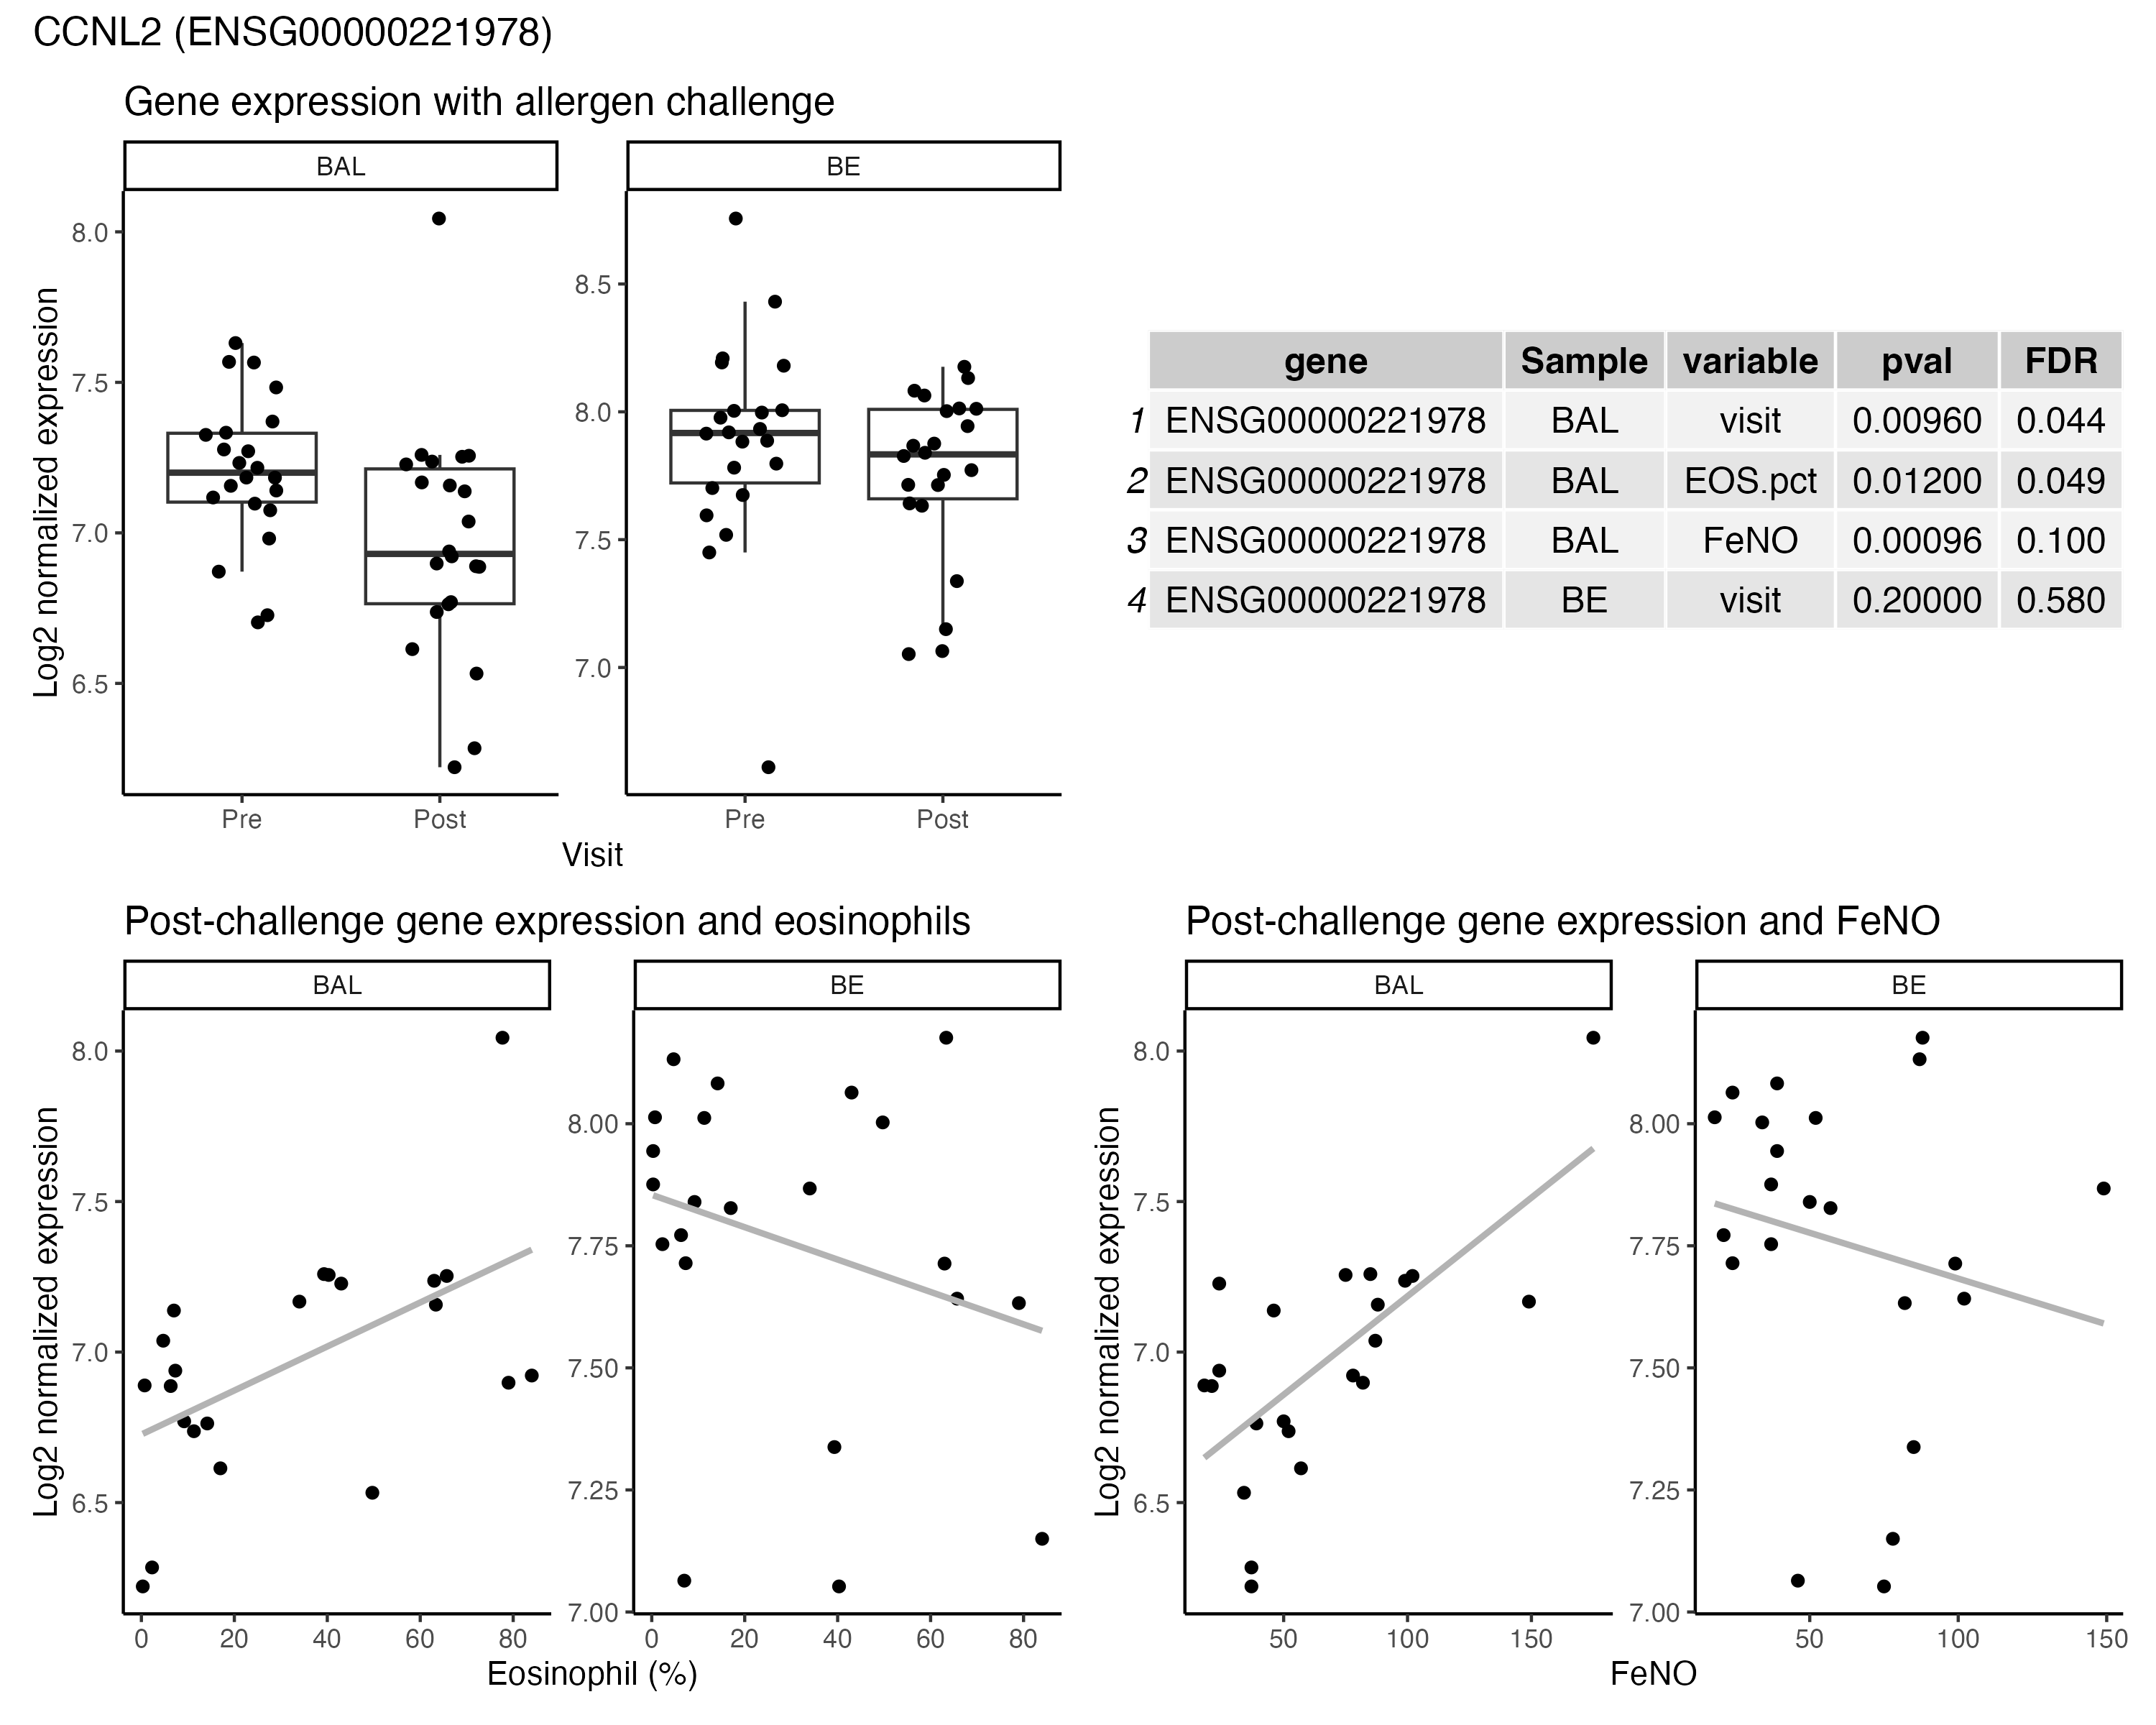 CCNL2 (ENSG00000221978)
Gene expression with allergen challenge
BAL
BE
Log2 normalized expression
8.0
7.5
7.0
6.5
8.5
8.0
7.5
7.0
Pre
Post
Pre
Post
Visit
gene Sample variable pval FDR
1 ENSG00000221978 BAL visit 0.00960 0.044
2 ENSG00000221978 BAL EOS.pct 0.01200 0.049
3 ENSG00000221978 BAL FeNO 0.00096 0.100
4 ENSG00000221978 BE visit 0.20000 0.580
Post-challenge gene expression and eosinophils
BAL
BE
Log2 normalized expression
8.0
7.5
7.0
6.5
8.00
7.75
7.50
7.25
7.00
0 20 40 60 80
0 20 40 60 80
Eosinophil (%)
Post-challenge gene expression and FeNO
BAL
BE
Log2 normalized expression
8.0
7.5
7.0
6.5
8.00
7.75
7.50
7.25
7.00
50 100 150
50 100 150
FeNO